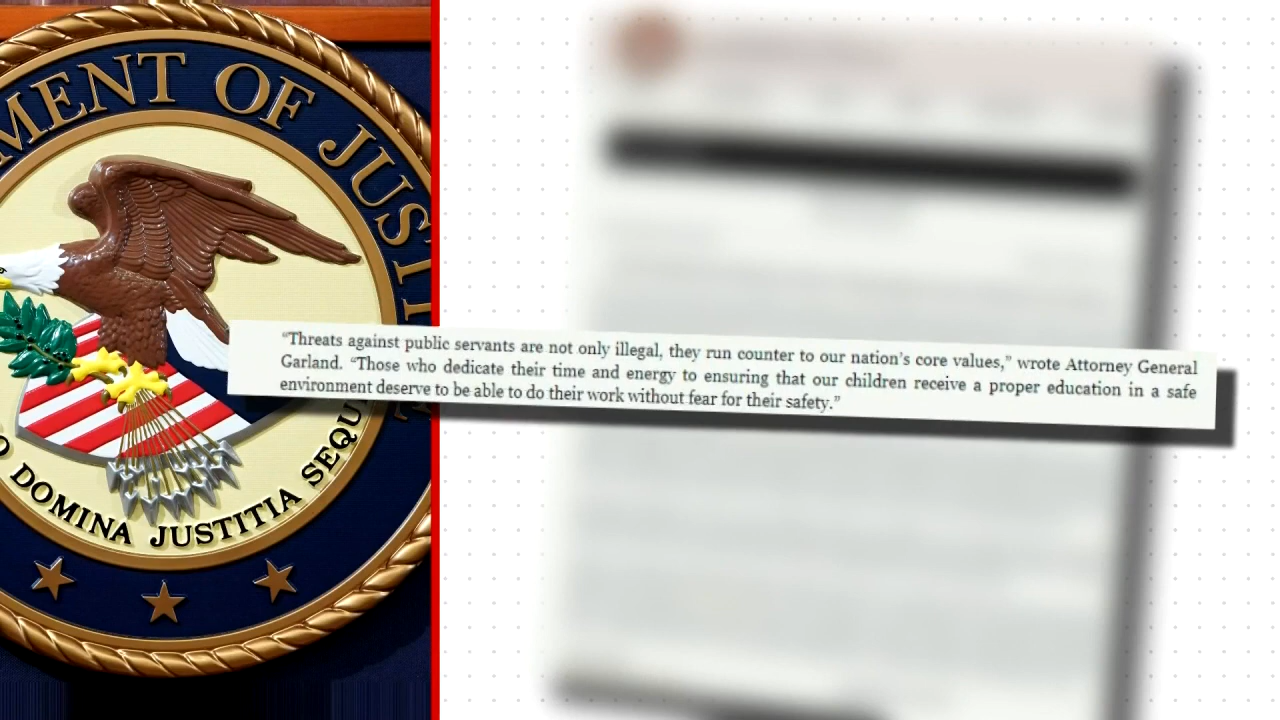 MENT OF JUSTI
O DOMINA JUSTITIA SEQU
“Threats against public servants are not only illegal, they run counter to our nation’s core values,” wrote Attorney General
Garland. “Those who dedicate their time and energy to ensuring that our children receive a proper education in a safe
environment deserve to be able to do their work without fear for their safety.”